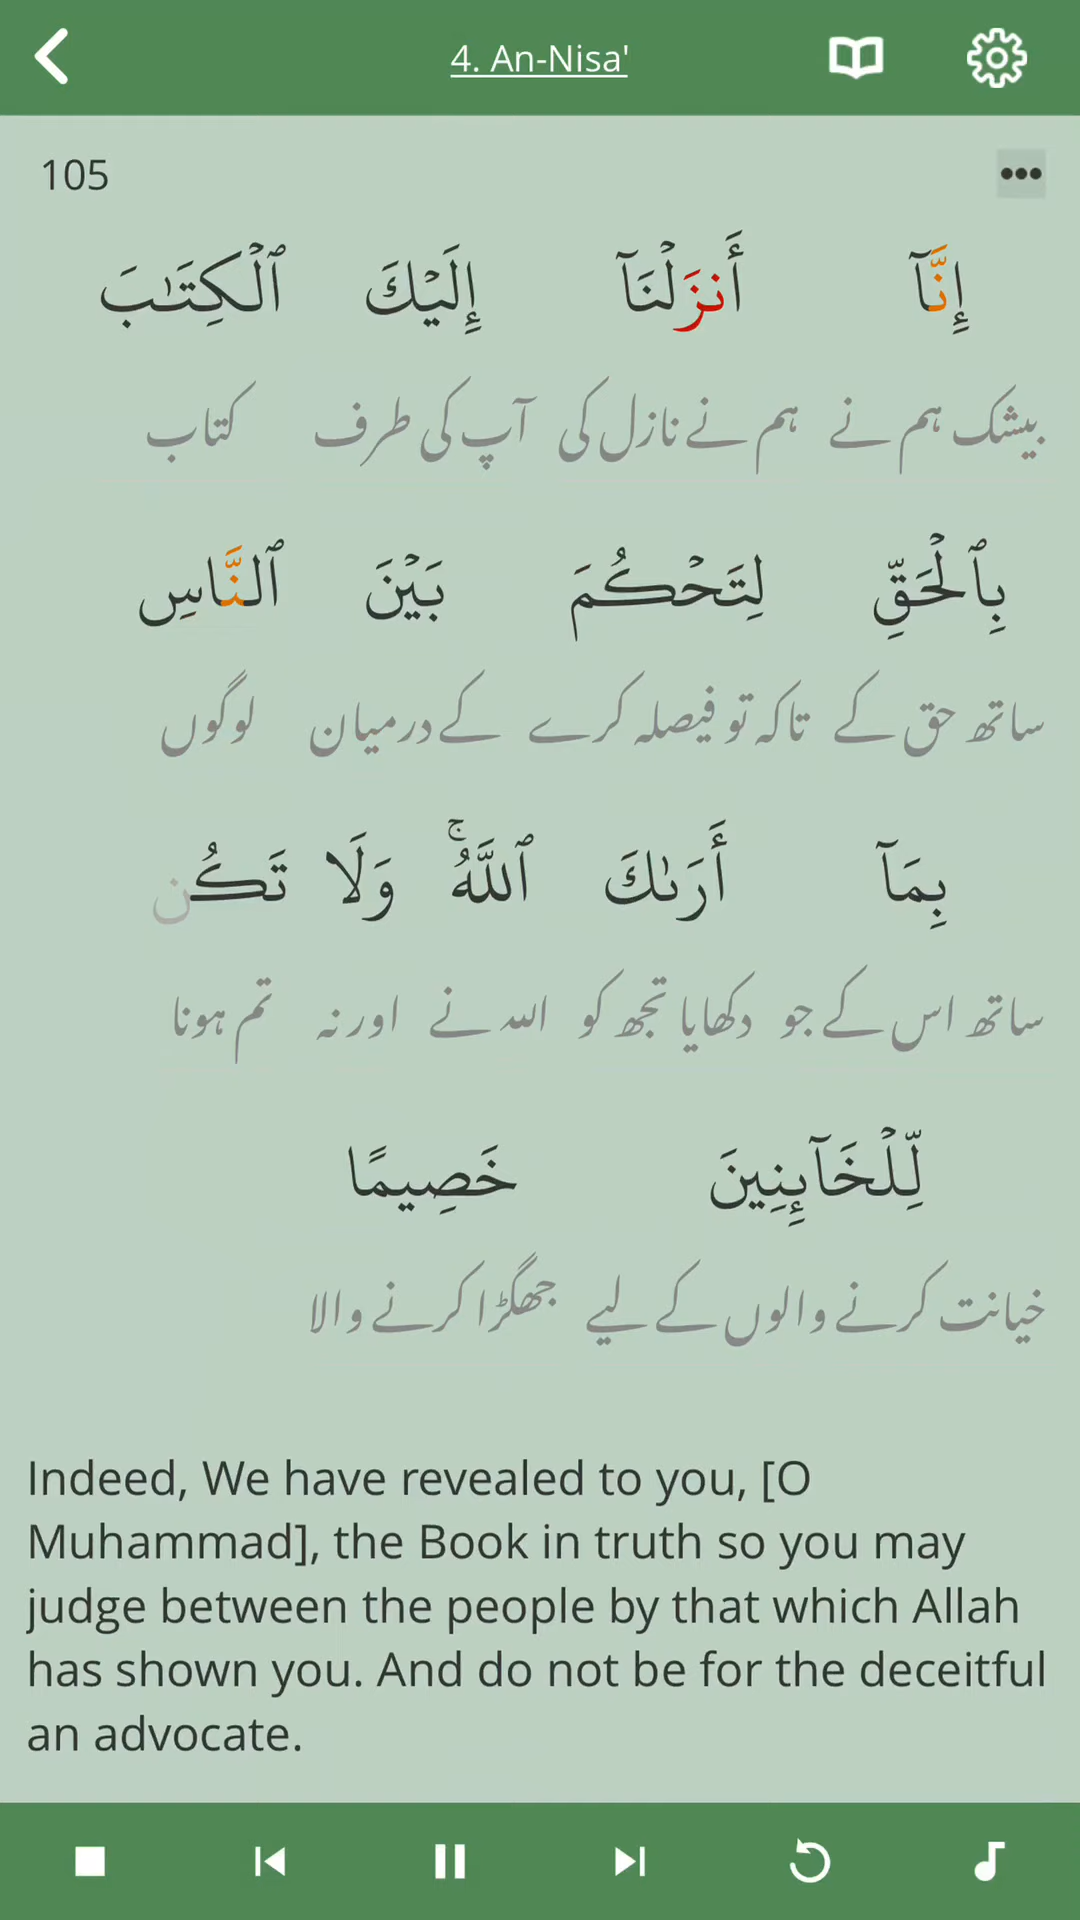 4. An-Nisa'
105
إِنَّآ أَنزَلْنَآ إِلَيْكَ ٱلْكِتَـٰبَ
بیشک ہم نے ہم نے نازل کی آپ کی طرف کتاب
بِٱلْحَقِّ لِتَحْكُمَ بَيْنَ ٱلنَّاسِ
ساتھ حق کے تاکہ تو فیصلہ کرے کے درمیان لوگوں
بِمَآ أَرَىٰكَ ٱللَّهُ ۚ وَلَا تَكُن
ساتھ اس کے جو دکھایا تجھ کو اللہ نے اور نہ تم ہونا
لِّلْخَآئِنِينَ خَصِيمًا
خیانت کرنے والوں کے لیے جھگڑا کرنے والا
Indeed, We have revealed to you, [O
Muhammad], the Book in truth so you may
judge between the people by that which Allah
has shown you. And do not be for the deceitful
an advocate.